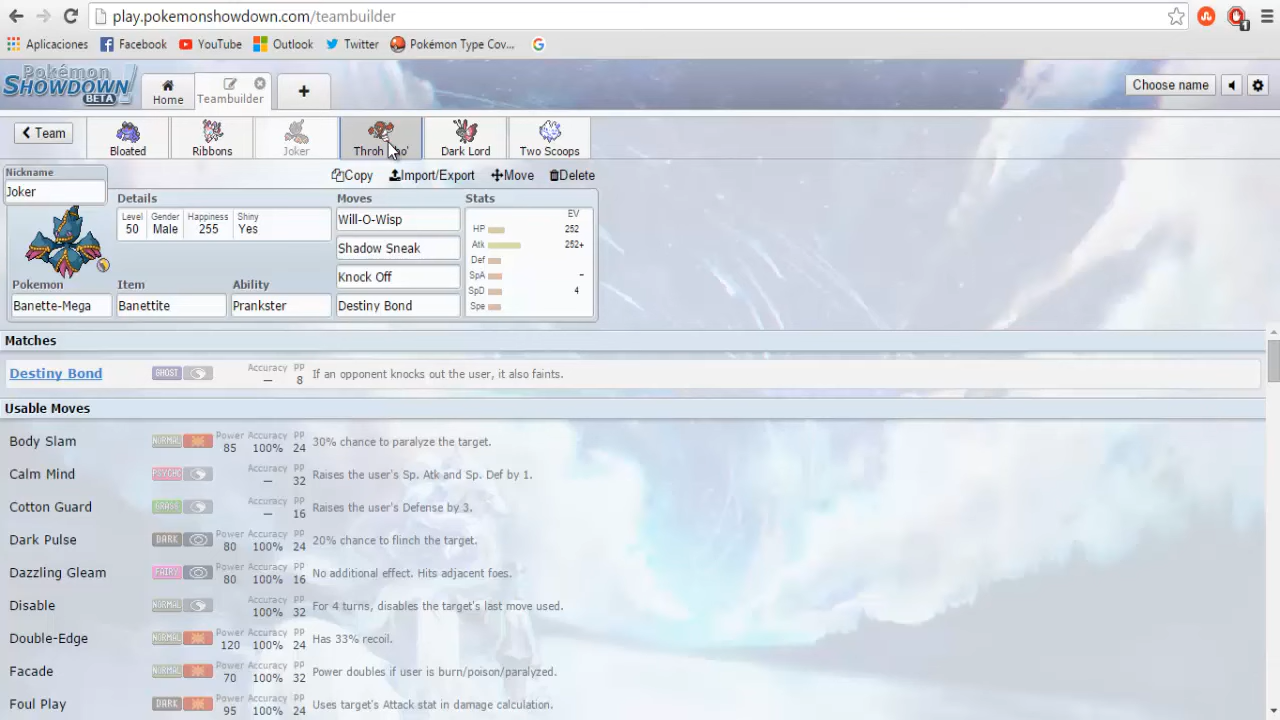 play.pokemonshowdown.com/teambuilder
Aplicaciones Facebook YouTube Outlook Twitter Pokémon Type Cov...
Pokémon
SHOWDOWN!
BETA
Home Teambuilder
Choose name
Team Bloated Ribbons Joker Throh Dark Lord Two Scoops
Copy Import/Export Move Delete
Nickname
Joker
Details Moves Stats
Level Gender Happiness Shiny
50 Male 255 Yes
Will-O-Wisp
Shadow Sneak
Knock Off
Destiny Bond
EV
HP 252
Atk 252+
Def
SpA -
SpD 4
Spe
Pokemon Item Ability
Banette-Mega Banettite Prankster
Matches
Destiny Bond GHOST Accuracy — PP 8 If an opponent knocks out the user, it also faints.
Usable Moves
Body Slam NORMAL Power 85 Accuracy 100% PP 24 30% chance to paralyze the target.
Calm Mind PSYCHC Accuracy — PP 32 Raises the user's Sp. Atk and Sp. Def by 1.
Cotton Guard GRASS Accuracy — PP 16 Raises the user's Defense by 3.
Dark Pulse DARK Power 80 Accuracy 100% PP 24 20% chance to flinch the target.
Dazzling Gleam FAIRY Power 80 Accuracy 100% PP 16 No additional effect. Hits adjacent foes.
Disable NORMAL Accuracy 100% PP 32 For 4 turns, disables the target's last move used.
Double-Edge NORMAL Power 120 Accuracy 100% PP 24 Has 33% recoil.
Facade NORMAL Power 70 Accuracy 100% PP 32 Power doubles if user is burn/poison/paralyzed.
Foul Play DARK Power 95 Accuracy 100% PP 24 Uses target's Attack stat in damage calculation.